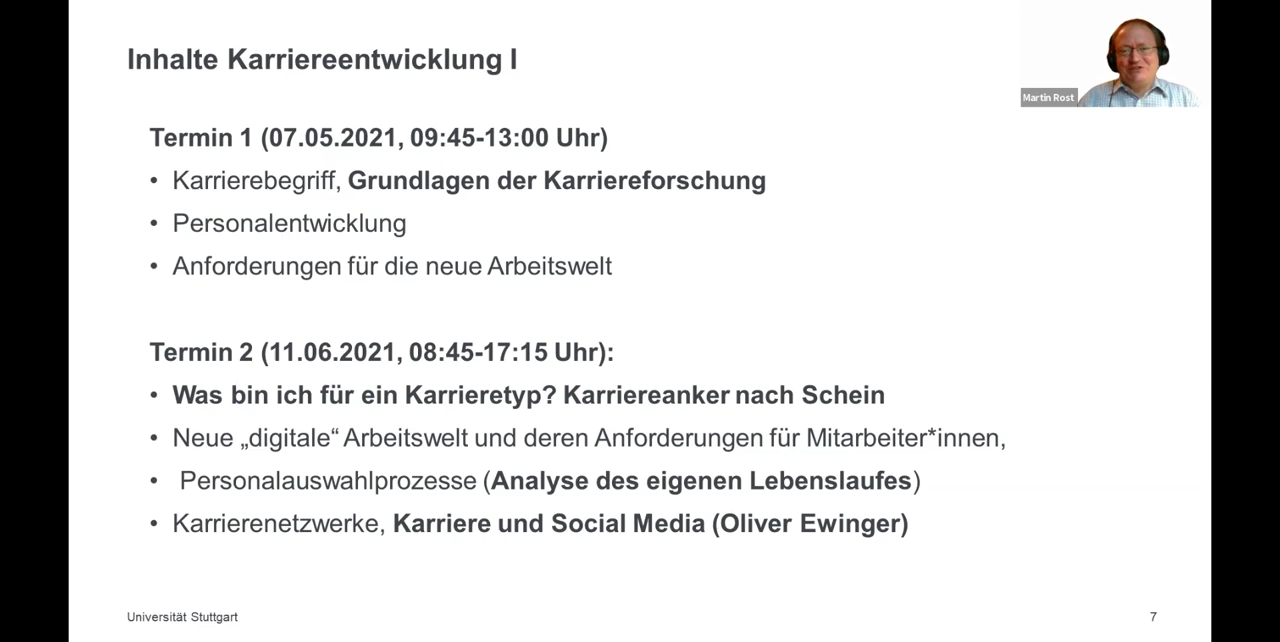 Inhalte Karriereentwicklung I
Martin Rost
Termin 1 (07.05.2021, 09:45-13:00 Uhr)
• Karrierebegriff, Grundlagen der Karriereforschung
• Personalentwicklung
• Anforderungen für die neue Arbeitswelt
Termin 2 (11.06.2021, 08:45-17:15 Uhr):
• Was bin ich für ein Karrieretyp? Karriereanker nach Schein
• Neue „digitale“ Arbeitswelt und deren Anforderungen für Mitarbeiter*innen,
• Personalauswahlprozesse (Analyse des eigenen Lebenslaufes)
• Karrierenetzwerke, Karriere und Social Media (Oliver Ewinger)
Universität Stuttgart
7